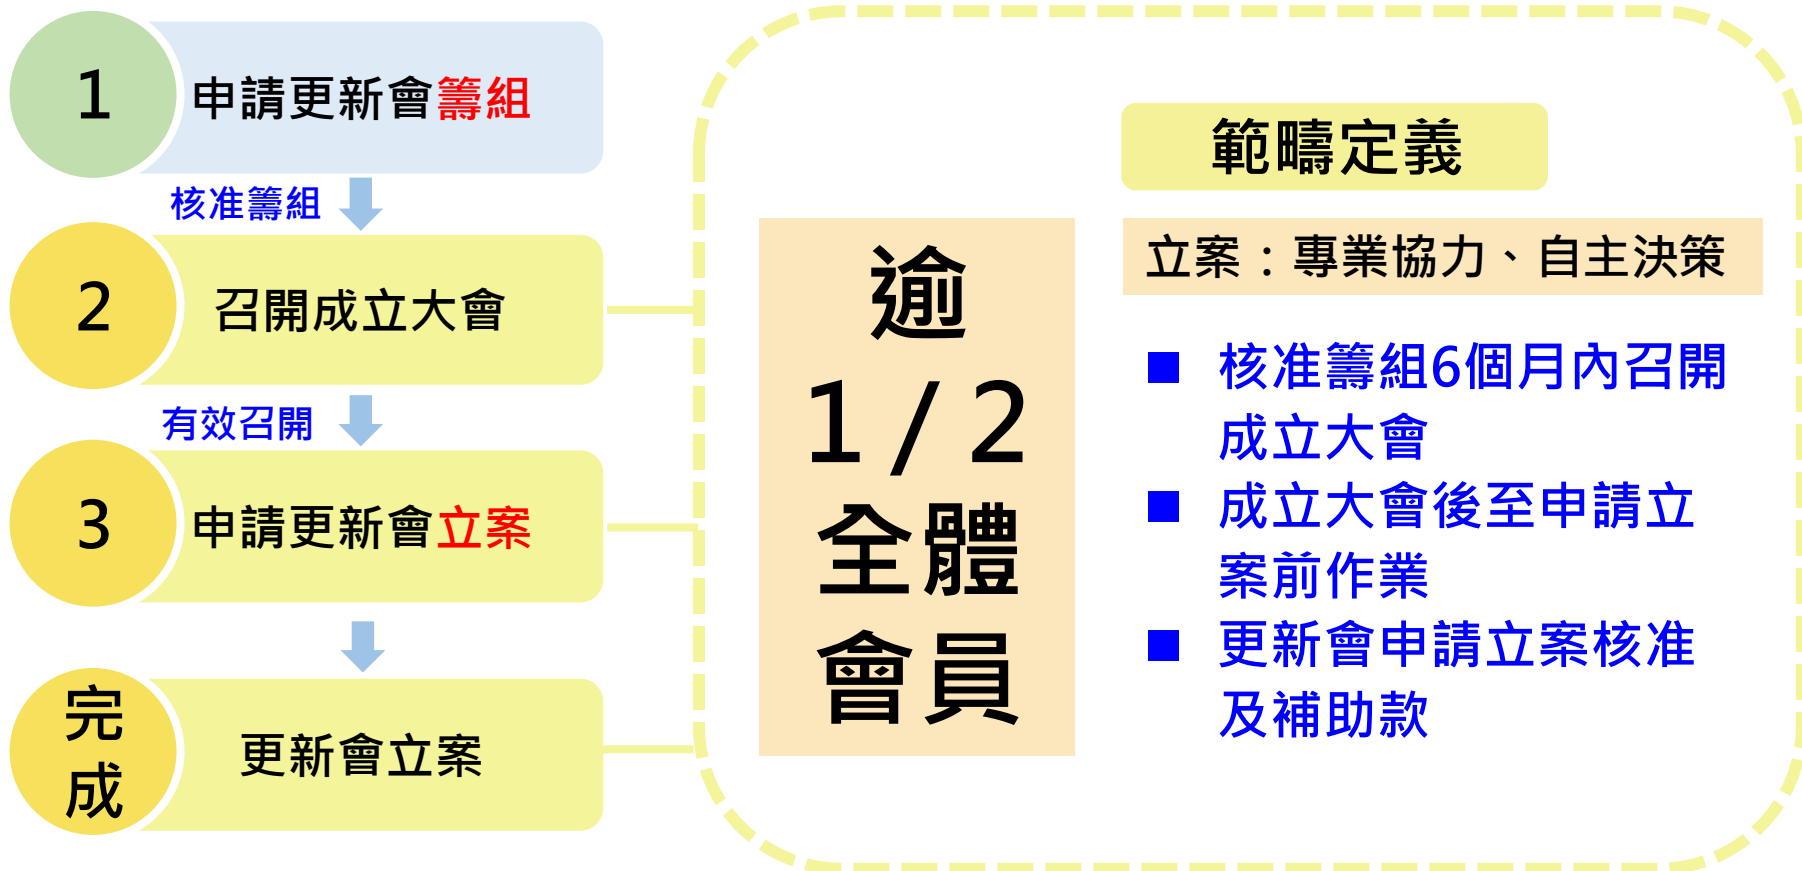 1
申請更新會籌組
核准籌組
2
召開成立大會
有效召開
3
申請更新會立案
完
成
更新會立案
逾
1/2
全體
會員
範疇定義
立案：專業協力、自主決策
■ 核准籌組6個月內召開
成立大會
■ 成立大會後至申請立
案前作業
■ 更新會申請立案核准
及補助款